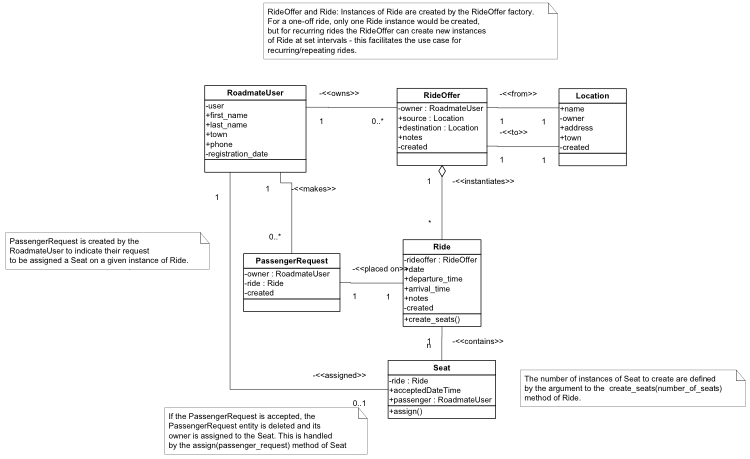 RideOffer and Ride: Instances of Ride are created by the RideOffer factory.
For a one-off ride, only one Ride instance would be created,
but for recurring rides the RideOffer can create new instances
of Ride at set intervals - this facilitates the use case for
recurring/repeating rides.
RoadmateUser
-user
+first_name
+last_name
+town
+phone
-registration_date
-<<owns>>
1
0..*
RideOffer
-owner : RoadmateUser
+source : Location
+destination : Location
+notes
-created
-<<from>>
1
1
-<<to>>
1
1
Location
+name
-owner
+address
+town
-created
1
-<<instantiates>>
*
1
-<<makes>>
0..*
1
PassengerRequest is created by the
RoadmateUser to indicate their request
to be assigned a Seat on a given instance of Ride.
PassengerRequest
-owner : RoadmateUser
-ride : Ride
-created
-<<placed on>>
1
1
Ride
-rideoffer : RideOffer
+date
+departure_time
+arrival_time
+notes
-created
+create_seats()
1
n
-<<contains>>
-<<assigned>>
0..1
Seat
-ride : Ride
+acceptedDateTime
+passenger : RoadmateUser
+assign()
The number of instances of Seat to create are defined
by the argument to the create_seats(number_of_seats)
method of Ride.
If the PassengerRequest is accepted, the
PassengerRequest entity is deleted and its
owner is assigned to the Seat. This is handled
by the assign(passenger_request) method of Seat